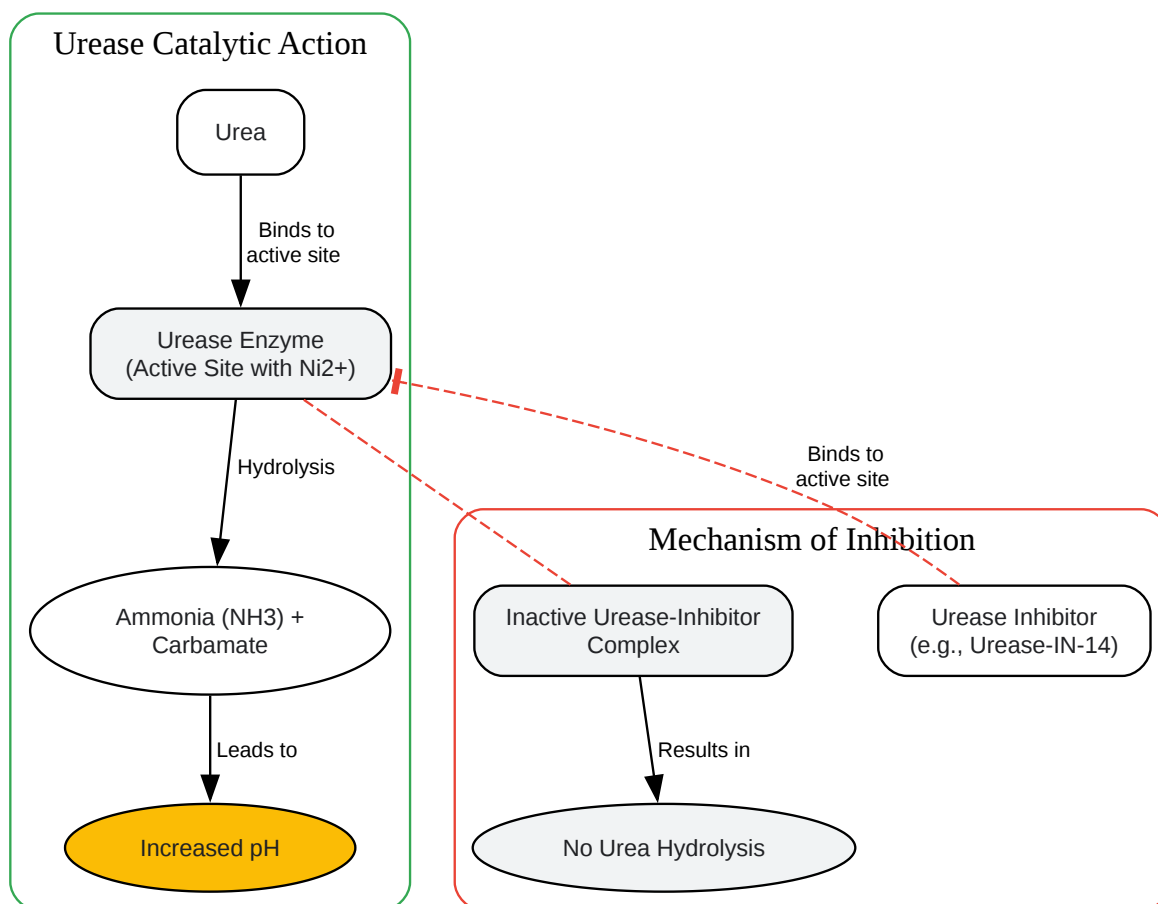 Urease Catalytic Action
Urea
Binds to
active site
Urease Enzyme
(Active Site with Ni2+)
Hydrolysis
Ammonia (NH3) +
Carbamate
Leads to
Increased pH
Binds to
active site
Mechanism of Inhibition
Inactive Urease-Inhibitor
Complex
Urease Inhibitor
(e.g., Urease-IN-14)
Results in
No Urea Hydrolysis